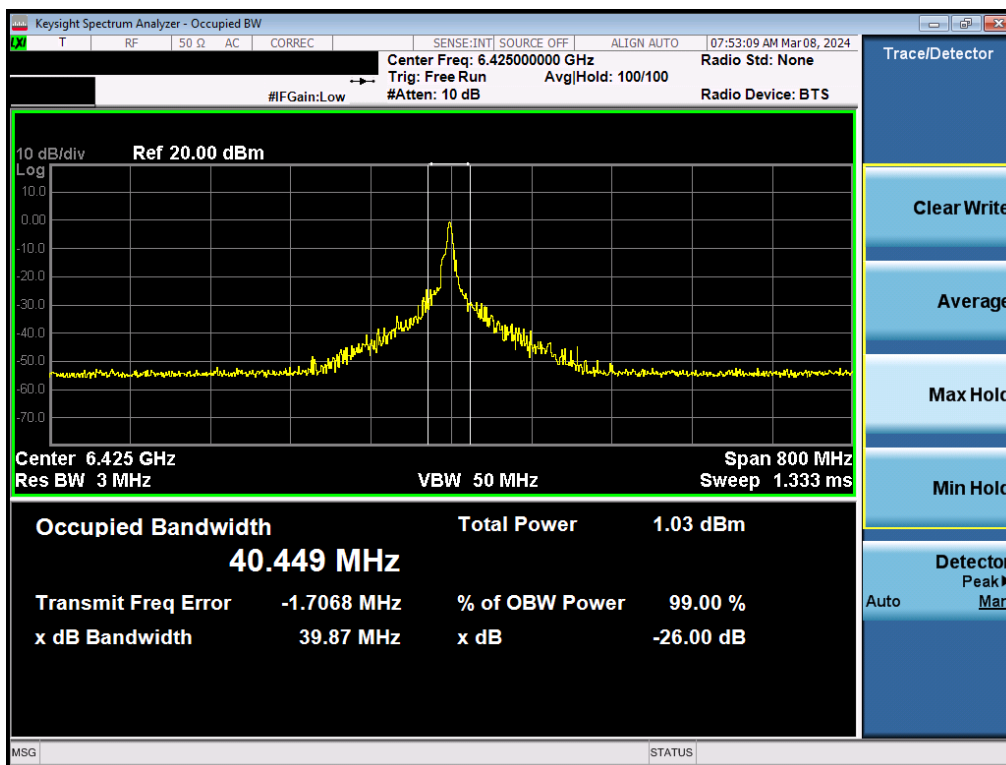 Keysight Spectrum Analyzer - Occupied BW
LXI T RF 50 Ω AC CORREC SENSE:INT SOURCE OFF ALIGN AUTO 07:53:09 AM Mar 08, 2024
Center Freq: 6.425000000 GHz Radio Std: None
Trig: Free Run Avg|Hold: 100/100
#IFGain:Low #Atten: 10 dB Radio Device: BTS
10 dB/div Ref 20.00 dBm
Log
10.0
0.00
-10.0
-20.0
-30.0
-40.0
-50.0
-60.0
-70.0
Center 6.425 GHz Span 800 MHz
Res BW 3 MHz VBW 50 MHz Sweep 1.333 ms
Occupied Bandwidth Total Power 1.03 dBm
40.449 MHz
Transmit Freq Error -1.7068 MHz % of OBW Power 99.00 %
x dB Bandwidth 39.87 MHz x dB -26.00 dB
MSG STATUS
Trace/Detector
Clear Write
Average
Max Hold
Min Hold
Detector
Peak
Auto Man